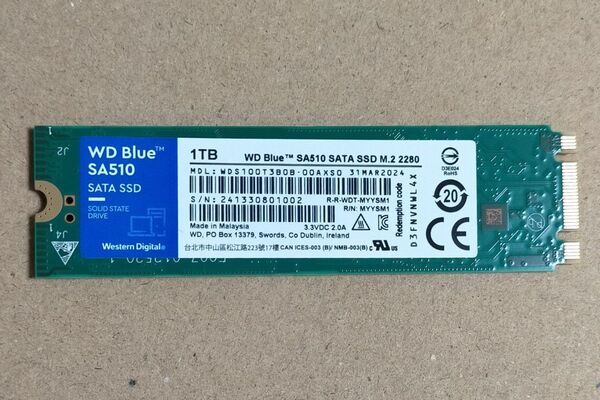 J2
WD Blue™
SA510
SATA SSD
SOLID STATE
DRIVE
Western Digital®
J4
1TB
WD Blue™ SA510 SATA SSD M.2 2280
MDL: WDS100T3B0B-00AXS0 31MAR2024
S/N: 241330801002
R-R-WDT-MYYSM1
R/N: MYYSM1
Made in Malaysia
3.3VDC 2.0A
WD, PO Box 13379, Swords, Co Dublin, Ireland
台北市中山區松江路223號17樓 CAN ICES-003 (B)/ NMB-003(B)
Redemption code
D3FNVNWL4X
D3E024
RoHS
20
CE